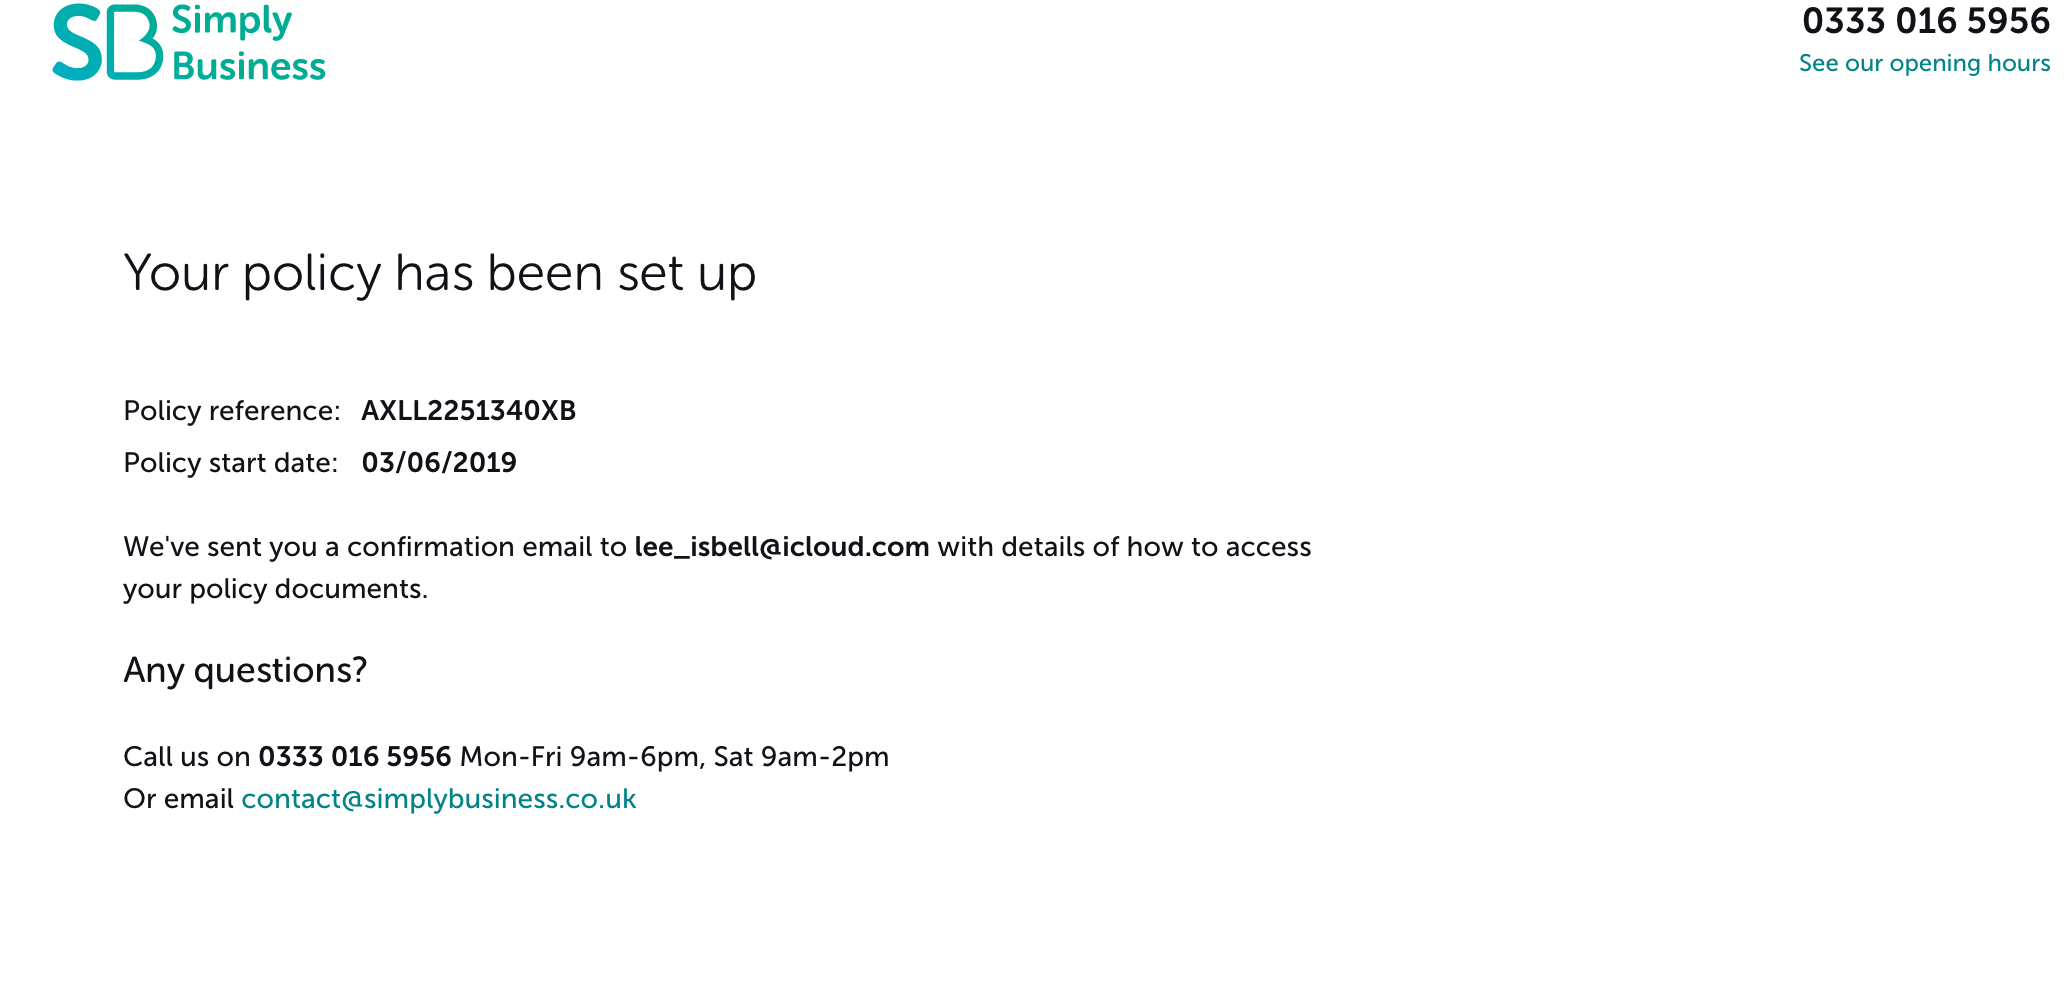 SB Simply
Business
0333 016 5956
See our opening hours
Your policy has been set up
Policy reference: AXLL2251340XB
Policy start date: 03/06/2019
We've sent you a confirmation email to lee_isbell@icloud.com with details of how to access
your policy documents.
Any questions?
Call us on 0333 016 5956 Mon-Fri 9am-6pm, Sat 9am-2pm
Or email contact@simplybusiness.co.uk